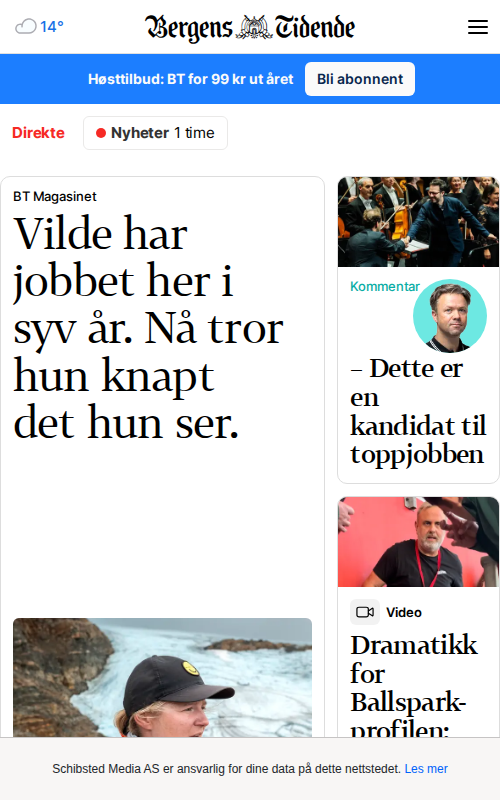 14°
Bergens Tidende
Høsttilbud: BT for 99 kr ut året
Bli abonnent
Direkte
Nyheter 1 time
BT Magasinet
Vilde har
jobbet her i
syv år. Nå tror
hun knapt
det hun ser.
Kommentar
– Dette er
en
kandidat til
toppjobben
Video
Dramatikk
for
Ballspark-
profilen:
Schibsted Media AS er ansvarlig for dine data på dette nettstedet. Les mer